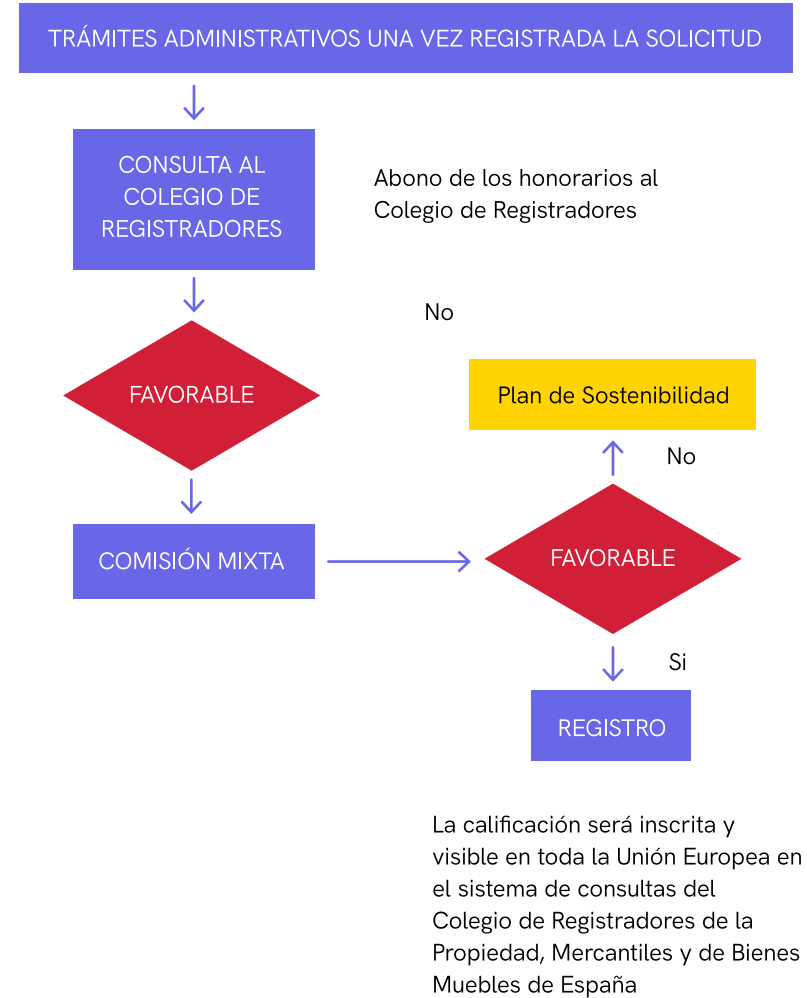 TRÁMITES ADMINISTRATIVOS UNA VEZ REGISTRADA LA SOLICITUD
CONSULTA AL
COLEGIO DE
REGISTRADORES
Abono de los honorarios al
Colegio de Registradores
No
FAVORABLE
Plan de Sostenibilidad
No
COMISIÓN MIXTA
FAVORABLE
Si
REGISTRO
La calificación será inscrita y
visible en toda la Unión Europea en
el sistema de consultas del
Colegio de Registradores de la
Propiedad, Mercantiles y de Bienes
Muebles de España